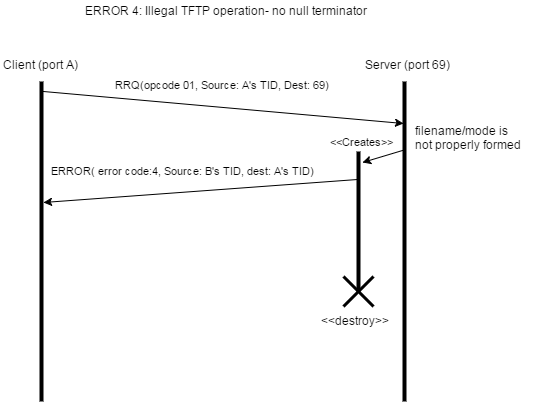 ERROR 4: Illegal TFTP operation- no null terminator
Client (port A)
Server (port 69)
RRQ(opcode 01, Source: A's TID, Dest: 69)
filename/mode is
not properly formed
<<Creates>>
ERROR( error code:4, Source: B's TID, dest: A's TID)
<<destroy>>